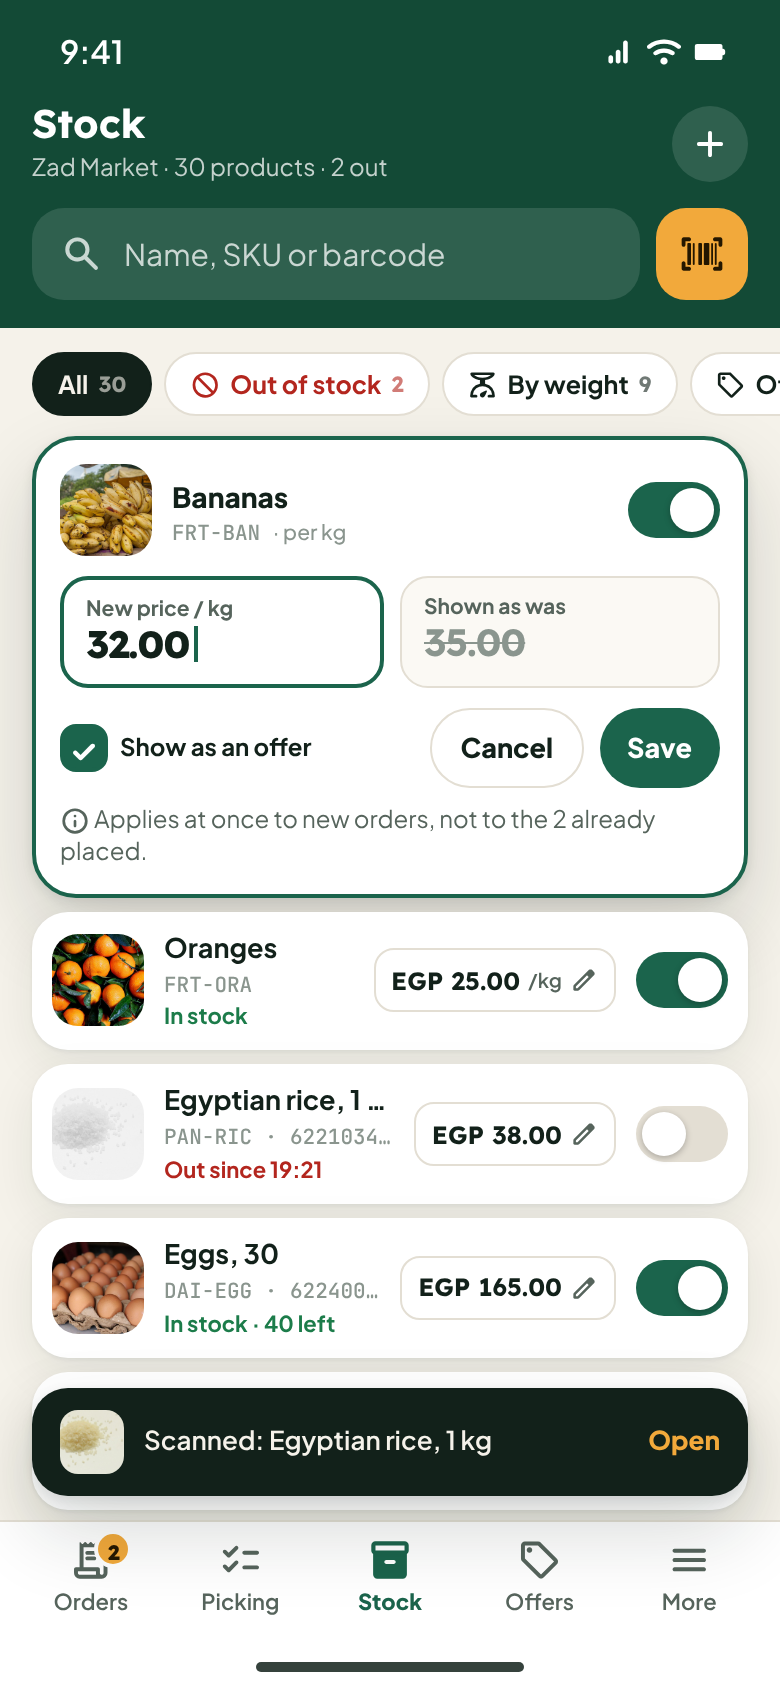 9:41
Stock
Zad Market · 30 products · 2 out
Name, SKU or barcode
All 30
Out of stock 2
By weight 9
Bananas
FRT-BAN · per kg
New price / kg
32.00
Shown as was
35.00
Show as an offer
Cancel
Save
Applies at once to new orders, not to the 2 already
placed.
Oranges
FRT-ORA
In stock
EGP 25.00 /kg
Egyptian rice, 1 ...
PAN-RIC · 6221034...
Out since 19:21
EGP 38.00
Eggs, 30
DAI-EGG · 622400...
In stock · 40 left
EGP 165.00
Scanned: Egyptian rice, 1 kg
Open
2
Orders
Picking
Stock
Offers
More